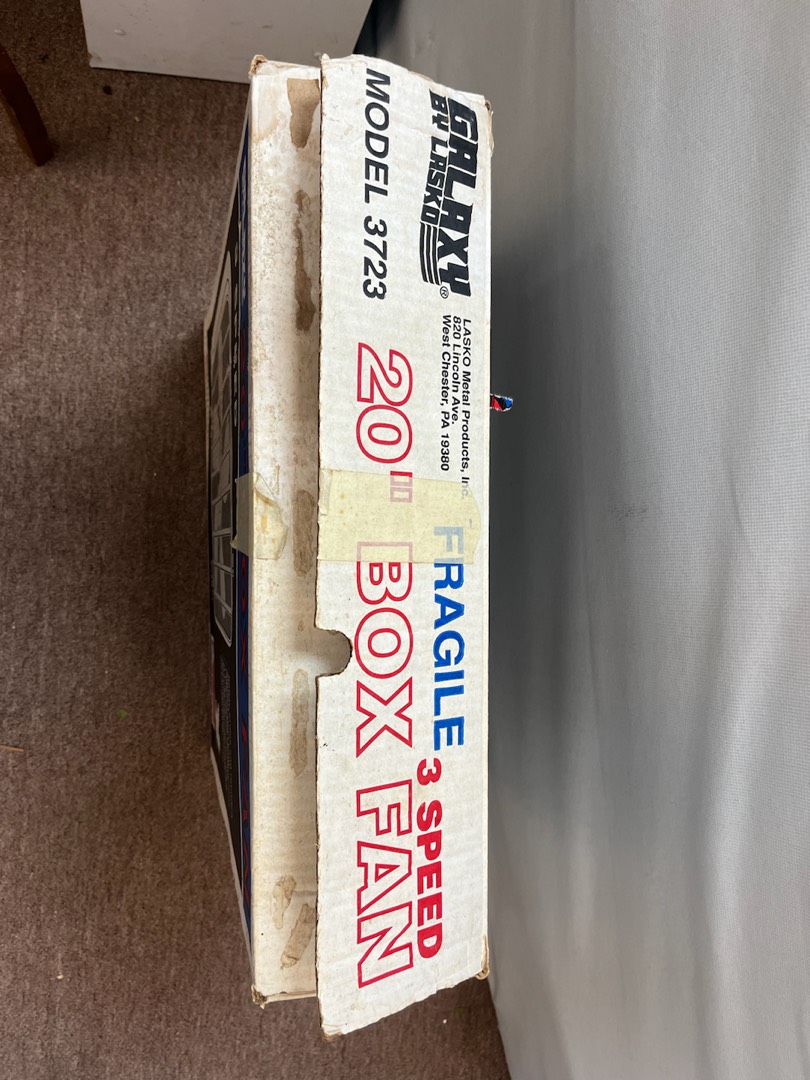 GALAXY
BY LASKO®
MODEL 3723
LASKO Metal Products, Inc.
820 Lincoln Ave.
West Chester, PA 19380
FRAGILE
3 SPEED
20" BOX FAN